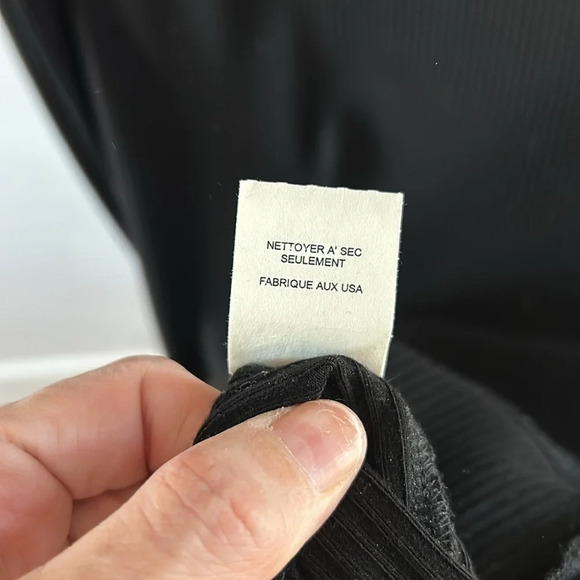 NETTOYER A' SEC
SEULEMENT
FABRIQUE AUX USA